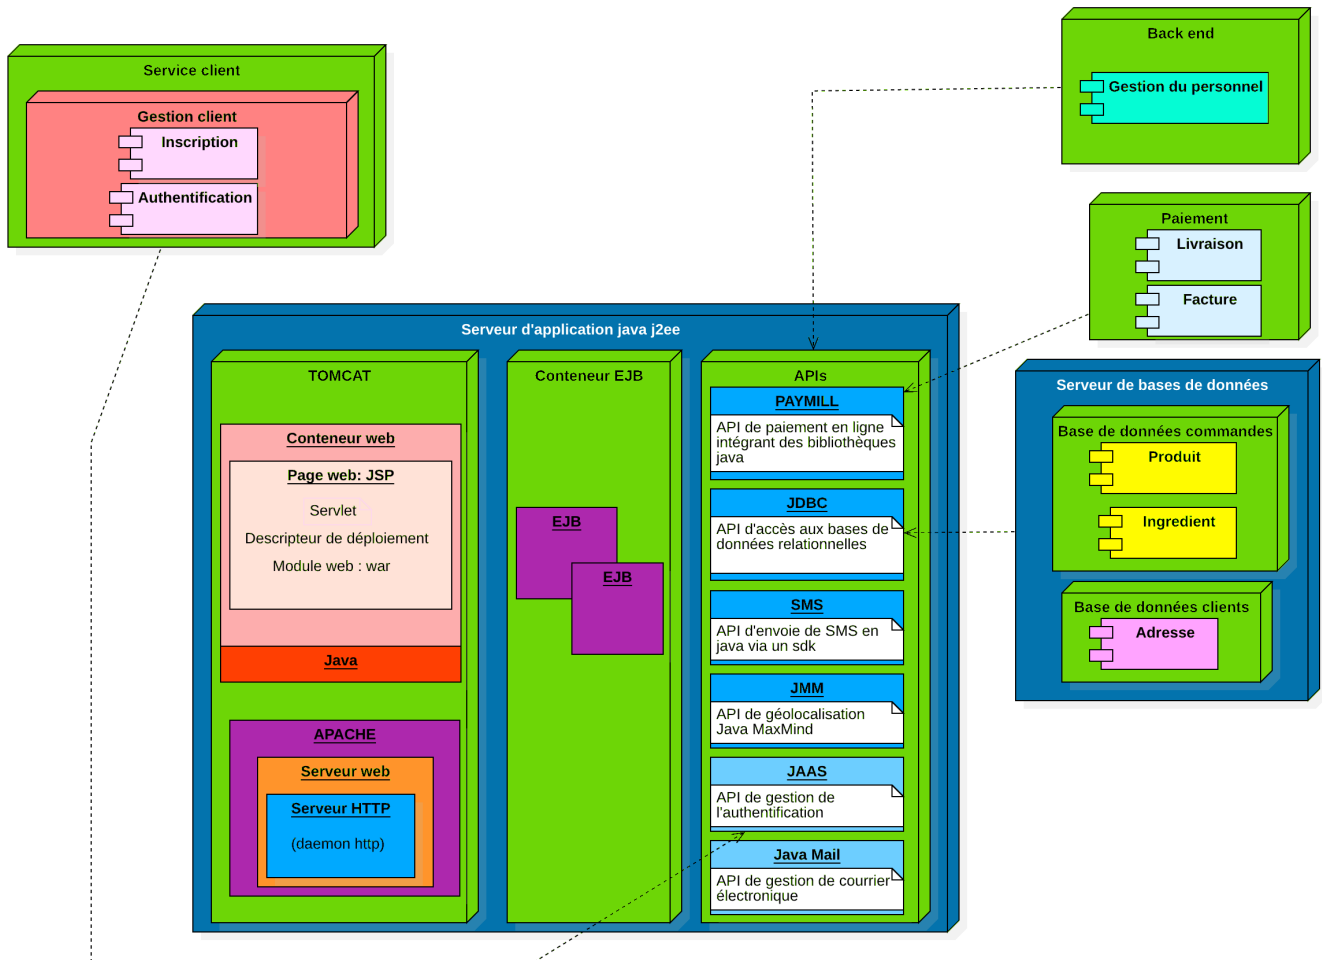 Service client
Gestion client
Inscription
Authentification
Back end
Gestion du personnel
Paiement
Livraison
Facture
Serveur d'application java j2ee
TOMCAT
Conteneur web
Page web: JSP
Servlet
Descripteur de déploiement
Module web : war
Java
APACHE
Serveur web
Serveur HTTP
(daemon http)
Conteneur EJB
EJB
EJB
APIs
PAYMILL
API de paiement en ligne
intégrant des bibliothèques
java
JDBC
API d'accès aux bases de
données relationnelles
SMS
API d'envoie de SMS en
java via un sdk
JMM
API de géolocalisation
Java MaxMind
JAAS
API de gestion de
l'authentification
Java Mail
API de gestion de courrier
électronique
Serveur de bases de données
Base de données commandes
Produit
Ingredient
Base de données clients
Adresse